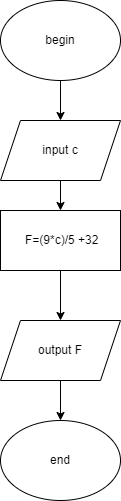 begin
input c
F=(9*c)/5 +32
output F
end